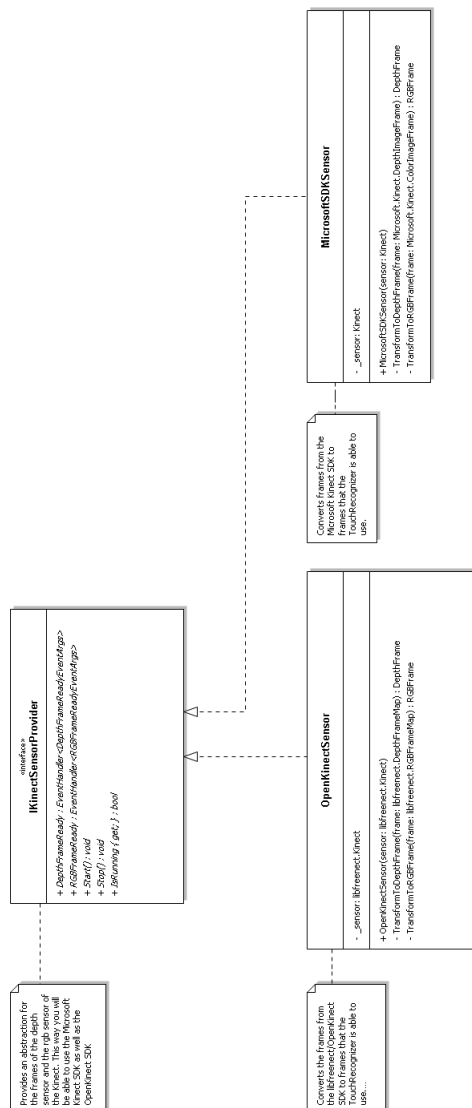 Provides an abstraction for
the frames of the depth
sensor and the rgb sensor of
the Kinect. This way you will
be able to use the Microsoft
Kinect SDK as well as the
OpenKinect SDK
«interface»
IKinectSensorProvider
+ DepthFrameReady : EventHandler<DepthFrameReadyEventArgs>
+ RGBFrameReady : EventHandler<RGBFrameReadyEventArgs>
+ Start() : void
+ Stop() : void
+ IsRunning { get; } : bool
Converts the frames from
the libfreenect/OpenKinect
SDK to frames that the
TouchRecognizer is able to
use....
OpenKinectSensor
- _sensor: libfreenect.Kinect
+ OpenKinectSensor(sensor: libfreenect.Kinect)
- TransformToDepthFrame(frame: libfreenect.DepthFrameMap) : DepthFrame
- TransformToRGBFrame(frame: libfreenect.RGBFrameMap) : RGBFrame
Converts frames from the
Microsoft Kinect SDK to
frames that the
TouchRecognizer is able to
use.
MicrosoftSDKSensor
- _sensor: Kinect
+ MicrosoftSDKSensor(sensor: Kinect)
- TransformToDepthFrame(frame: Microsoft.Kinect.DepthImageFrame) : DepthFrame
- TransformToRGBFrame(frame: Microsoft.Kinect.ColorImageFrame) : RGBFrame